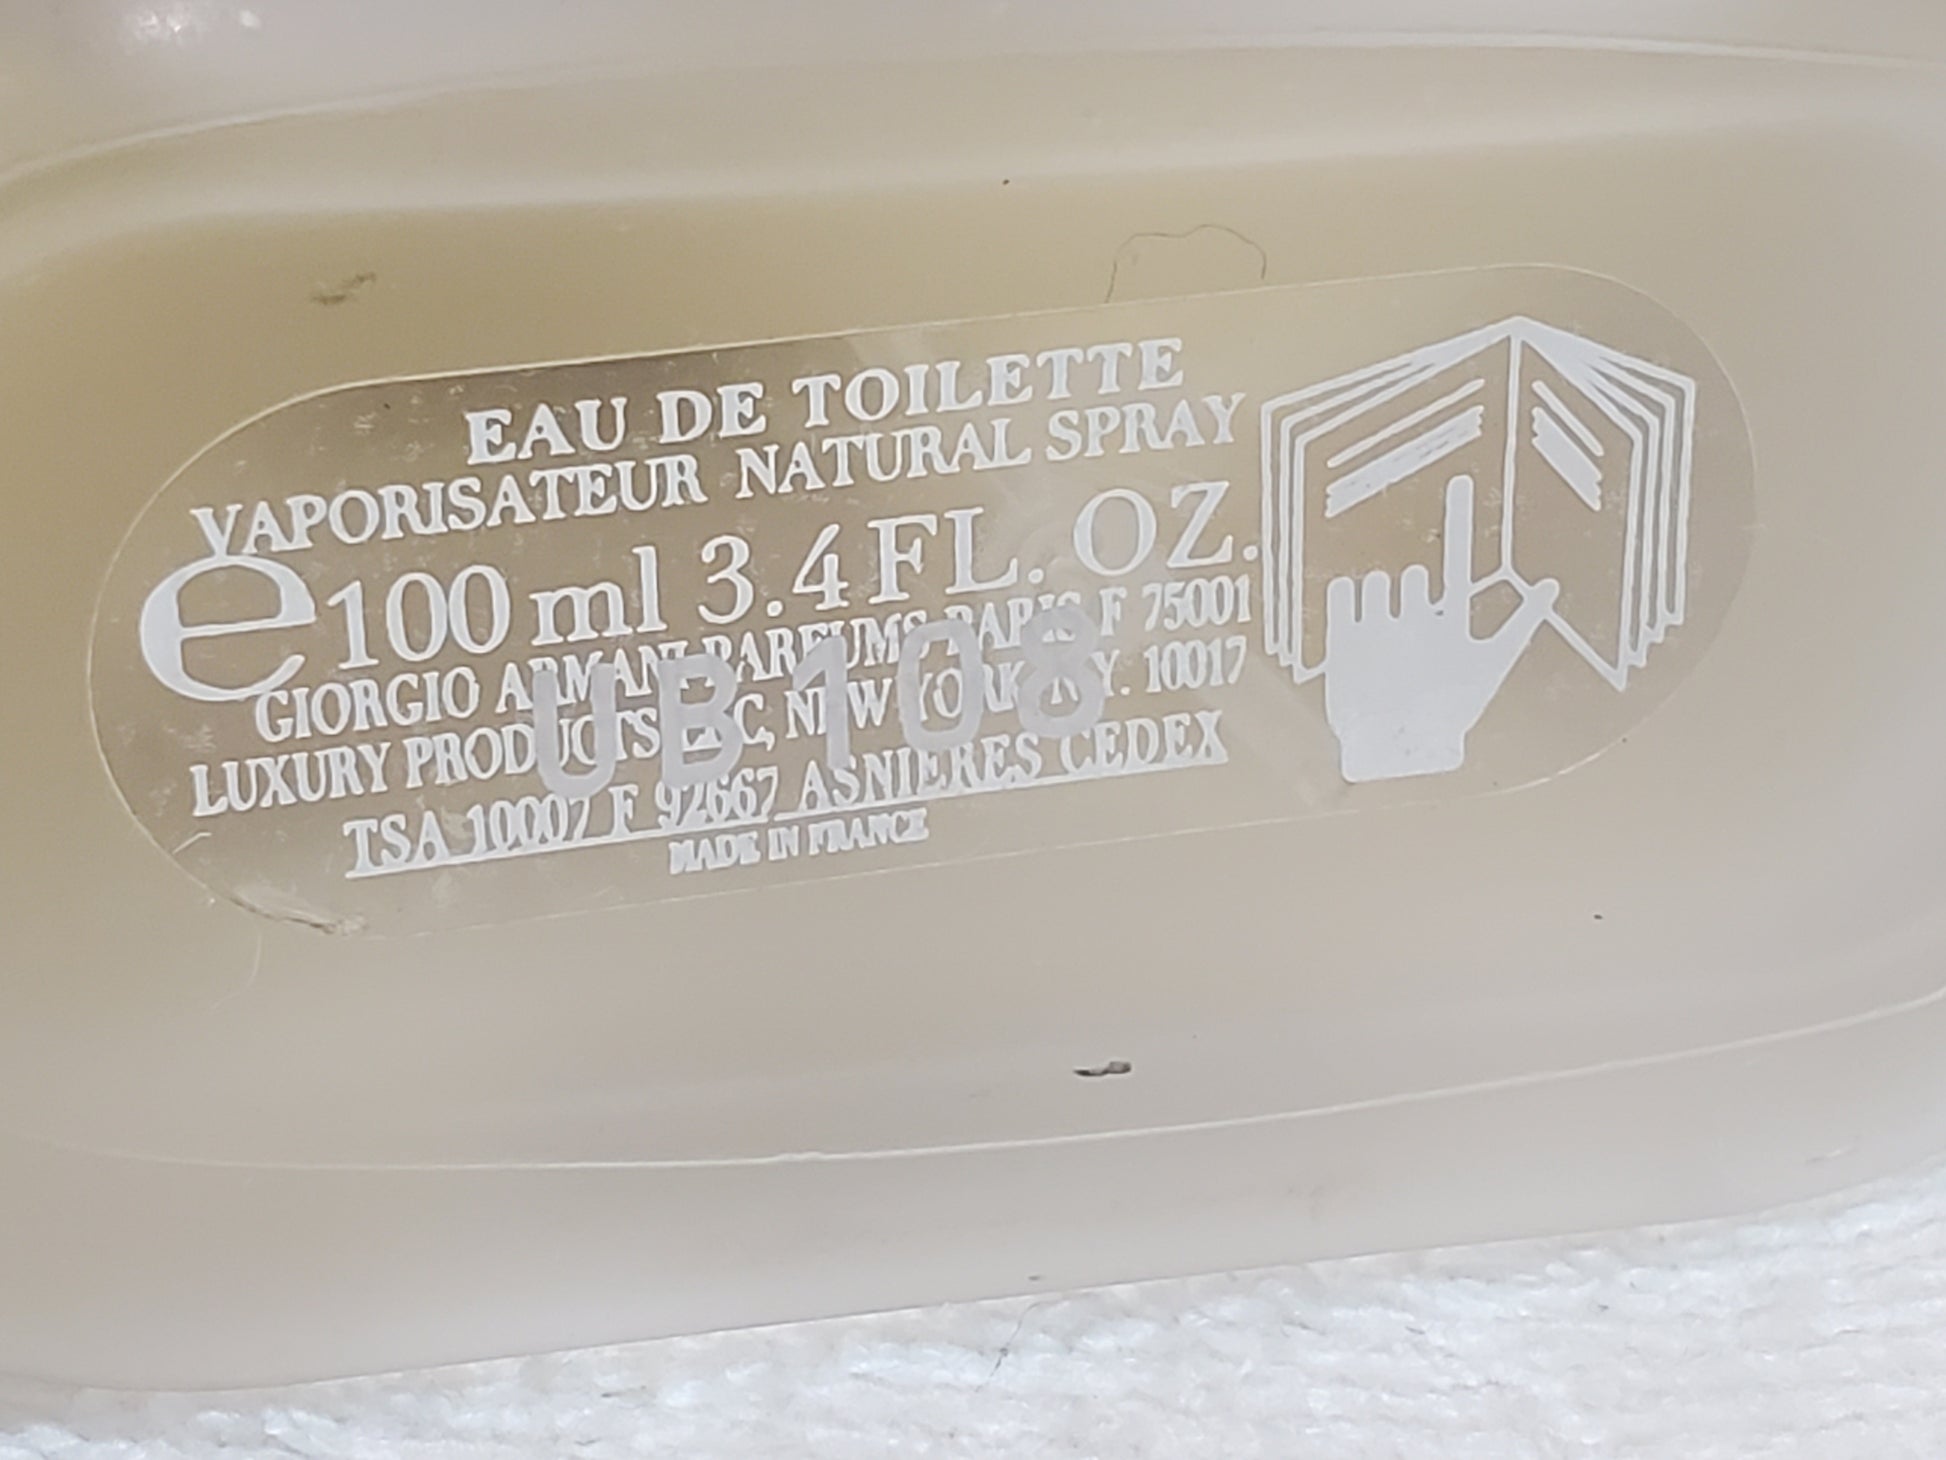 EAU DE TOILETTE
VAPORISATEUR NATURAL SPRAY
e 100 ml 3.4 FL. OZ.
GIORGIO ARMANI PARFUMS PARIS F 75001
LUXURY PRODUCTS LLC, NEW YORK N.Y. 10017
TSA 10007 F 92667 ASNIERES CEDEX
MADE IN FRANCE
UB108